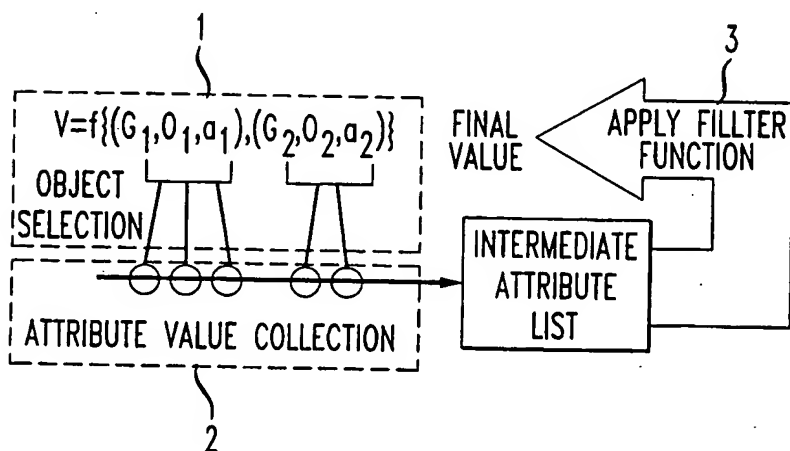 1
3
V=f{(G1,O1,a1),(G2,O2,a2)}
OBJECT
SELECTION
FINAL
VALUE
APPLY FILLTER
FUNCTION
ATTRIBUTE VALUE COLLECTION
INTERMEDIATE
ATTRIBUTE
LIST
2